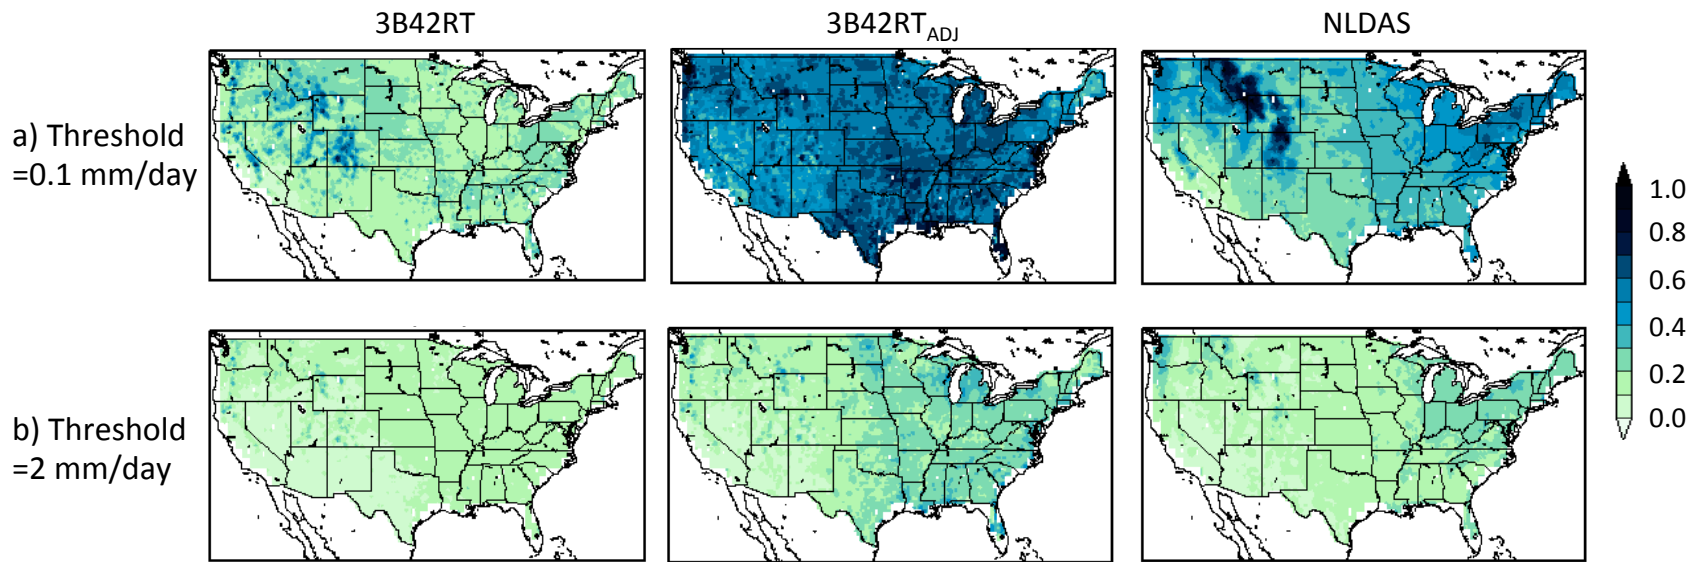 3B42RT
3B42RT_ADJ
NLDAS
a) Threshold
=0.1 mm/day
b) Threshold
=2 mm/day
1.0
0.8
0.6
0.4
0.2
0.0